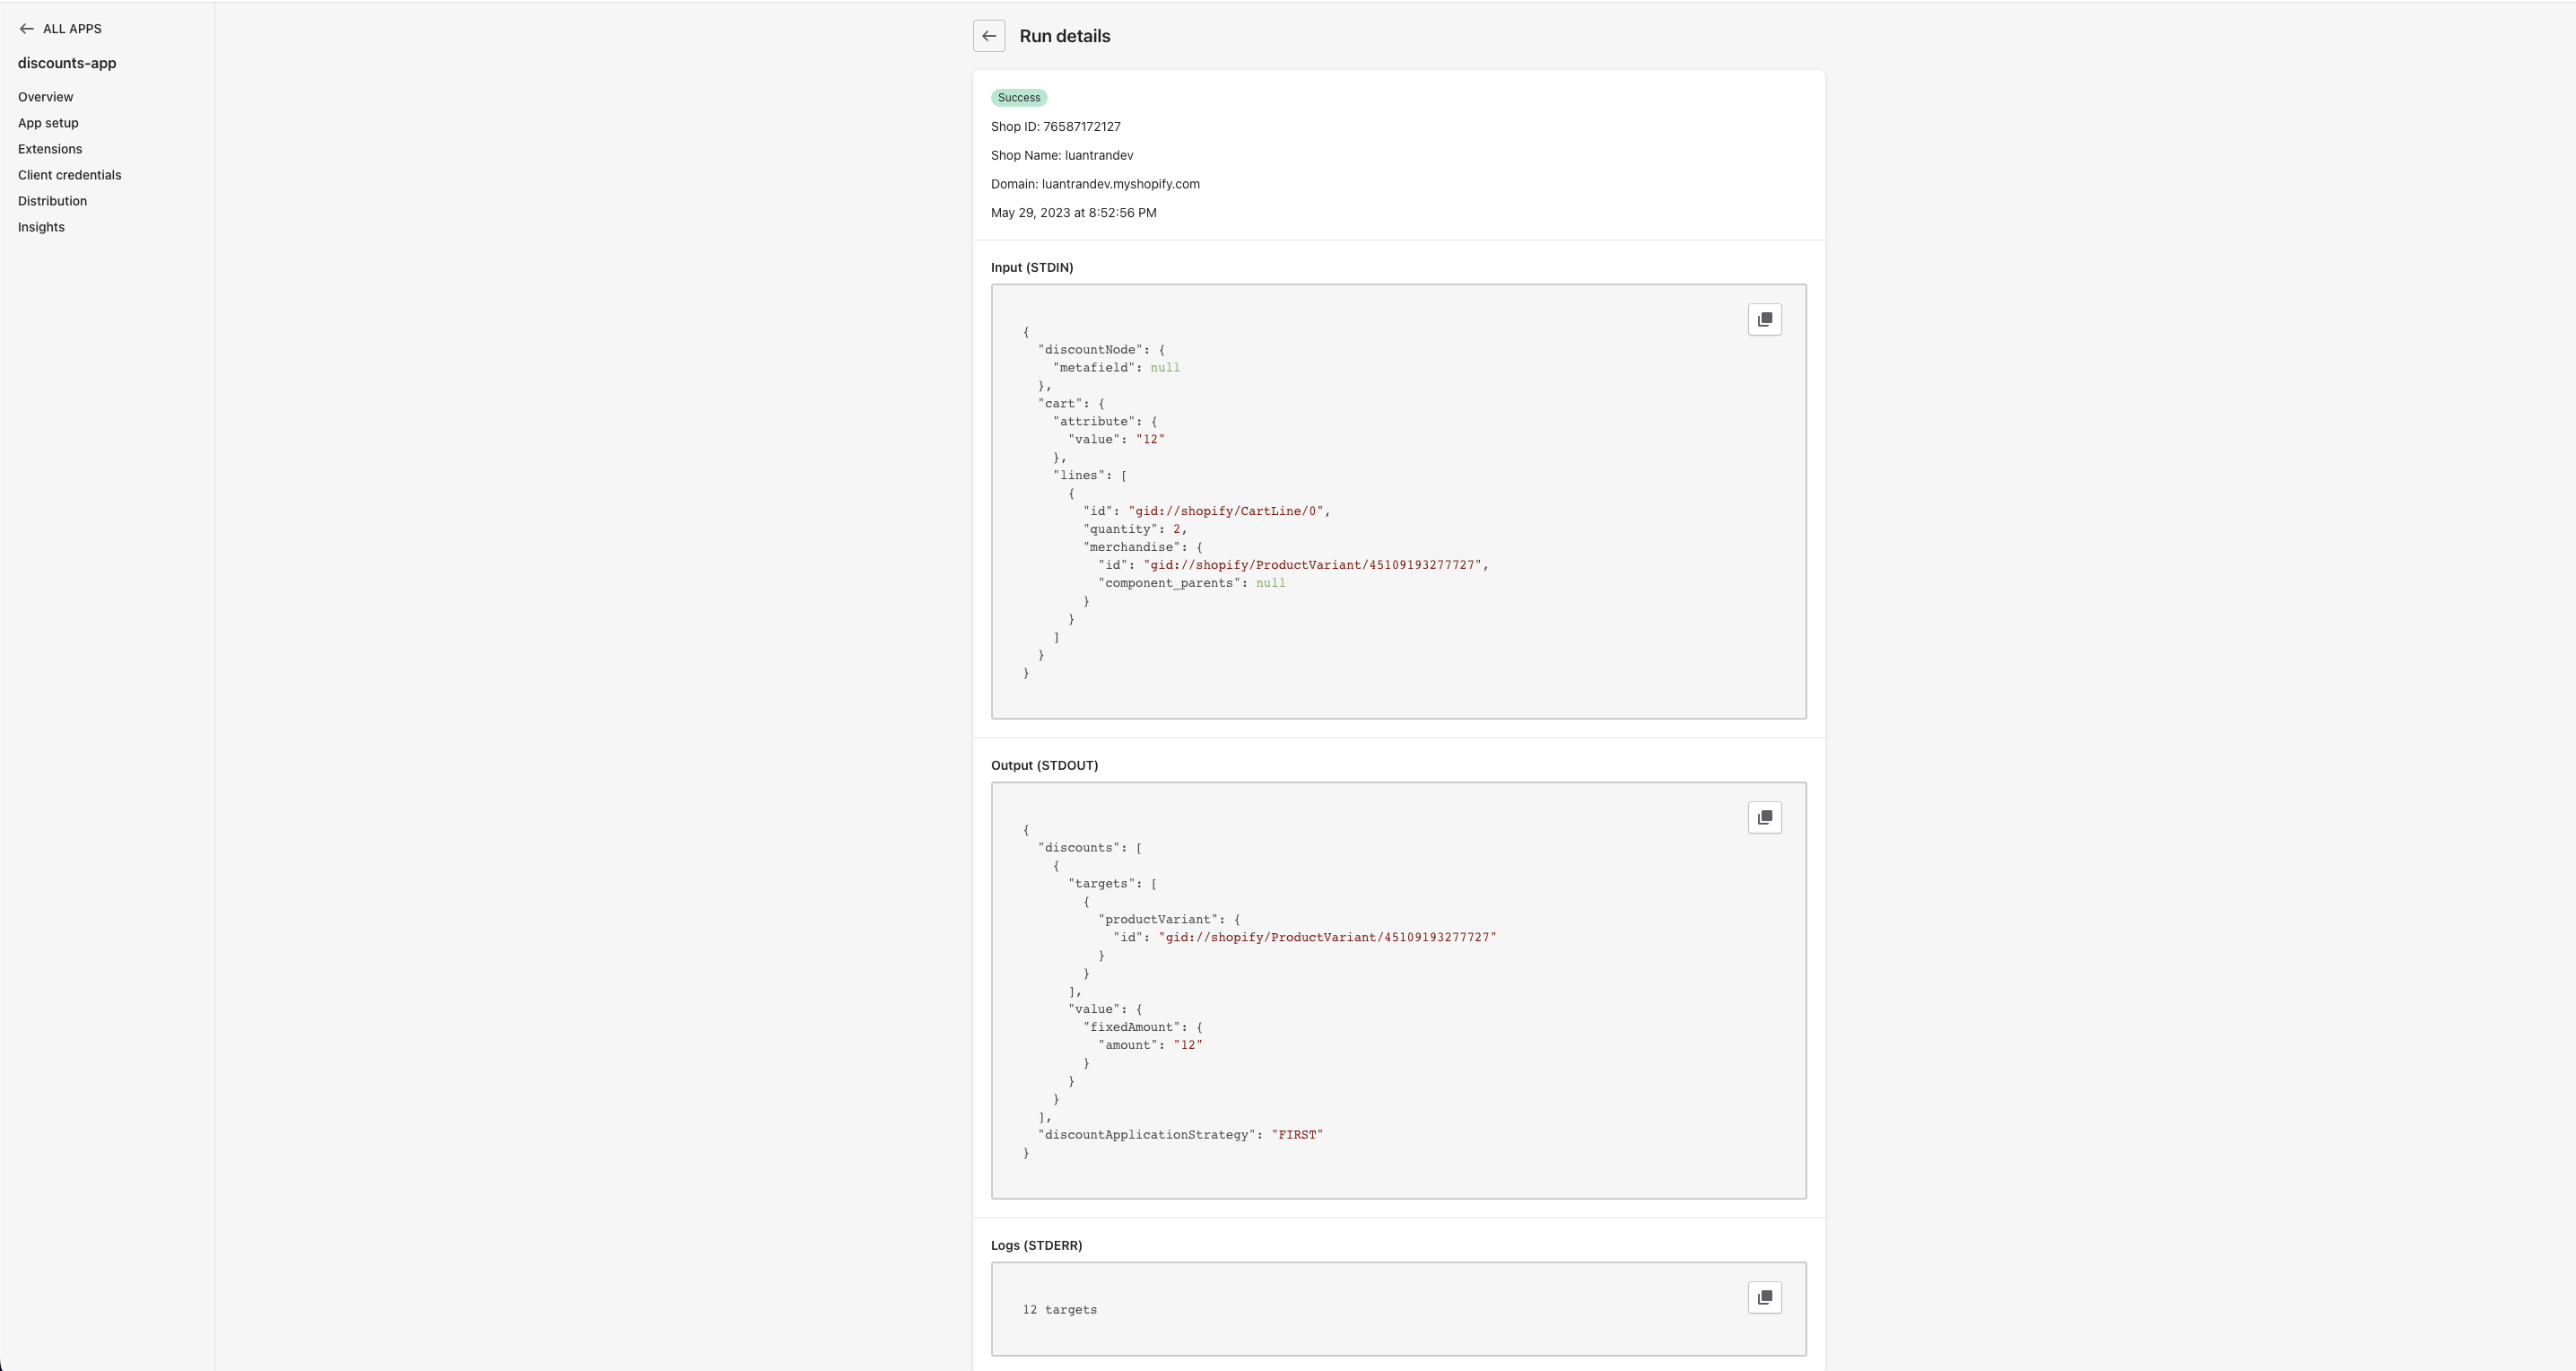 ALL APPS
discounts-app
Overview
App setup
Extensions
Client credentials
Distribution
Insights
Run details
Success
Shop ID: 76587172127
Shop Name: luantrandev
Domain: luantrandev.myshopify.com
May 29, 2023 at 8:52:56 PM
Input (STDIN)
{
  "discountNode": {
    "metafield": null
  },
  "cart": {
    "attribute": {
      "value": "12"
    },
    "lines": [
      {
        "id": "gid://shopify/CartLine/0",
        "quantity": 2,
        "merchandise": {
          "id": "gid://shopify/ProductVariant/45109193277727",
          "component_parents": null
        }
      }
    ]
  }
}
Output (STDOUT)
{
  "discounts": [
    {
      "targets": [
        {
          "productVariant": {
            "id": "gid://shopify/ProductVariant/45109193277727"
          }
        }
      ],
      "value": {
        "fixedAmount": {
          "amount": "12"
        }
      }
    }
  ],
  "discountApplicationStrategy": "FIRST"
}
Logs (STDERR)
12 targets